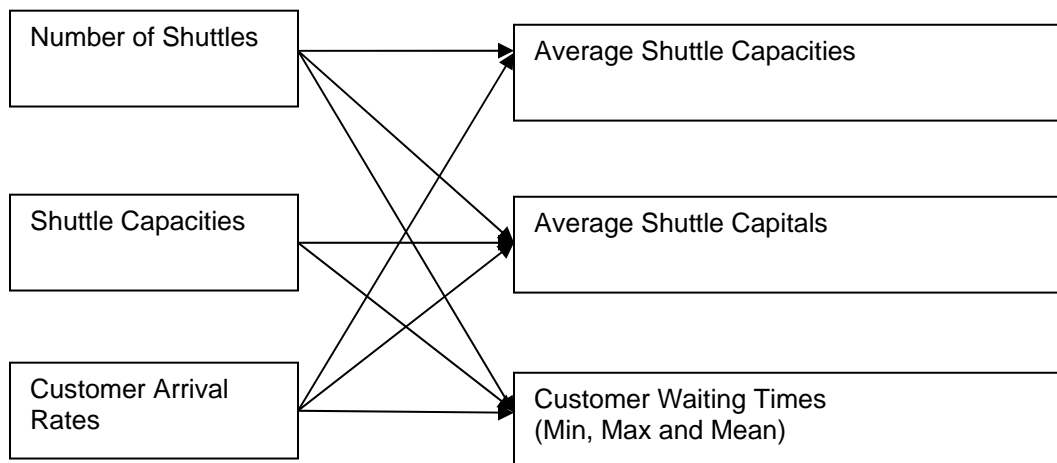 Number of Shuttles
Average Shuttle Capacities
Shuttle Capacities
Average Shuttle Capitals
Customer Arrival
Rates
Customer Waiting Times
(Min, Max and Mean)